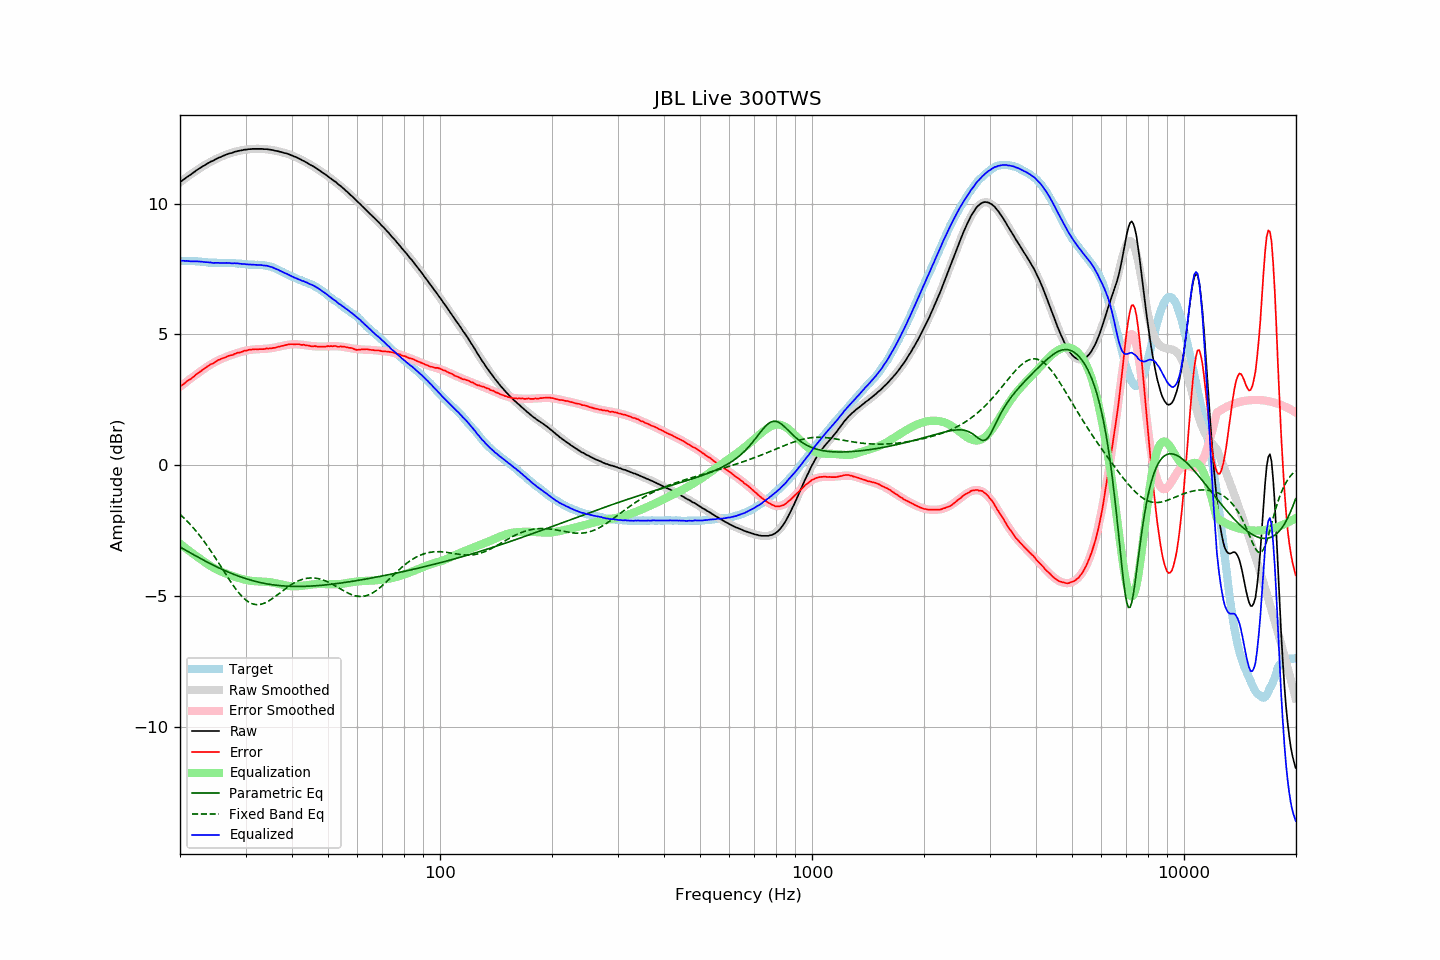 JBL Live 300TWS
Amplitude (dBr)
10
5
0
−5
−10
Target
Raw Smoothed
Error Smoothed
Raw
Error
Equalization
Parametric Eq
Fixed Band Eq
Equalized
100
1000
10000
Frequency (Hz)